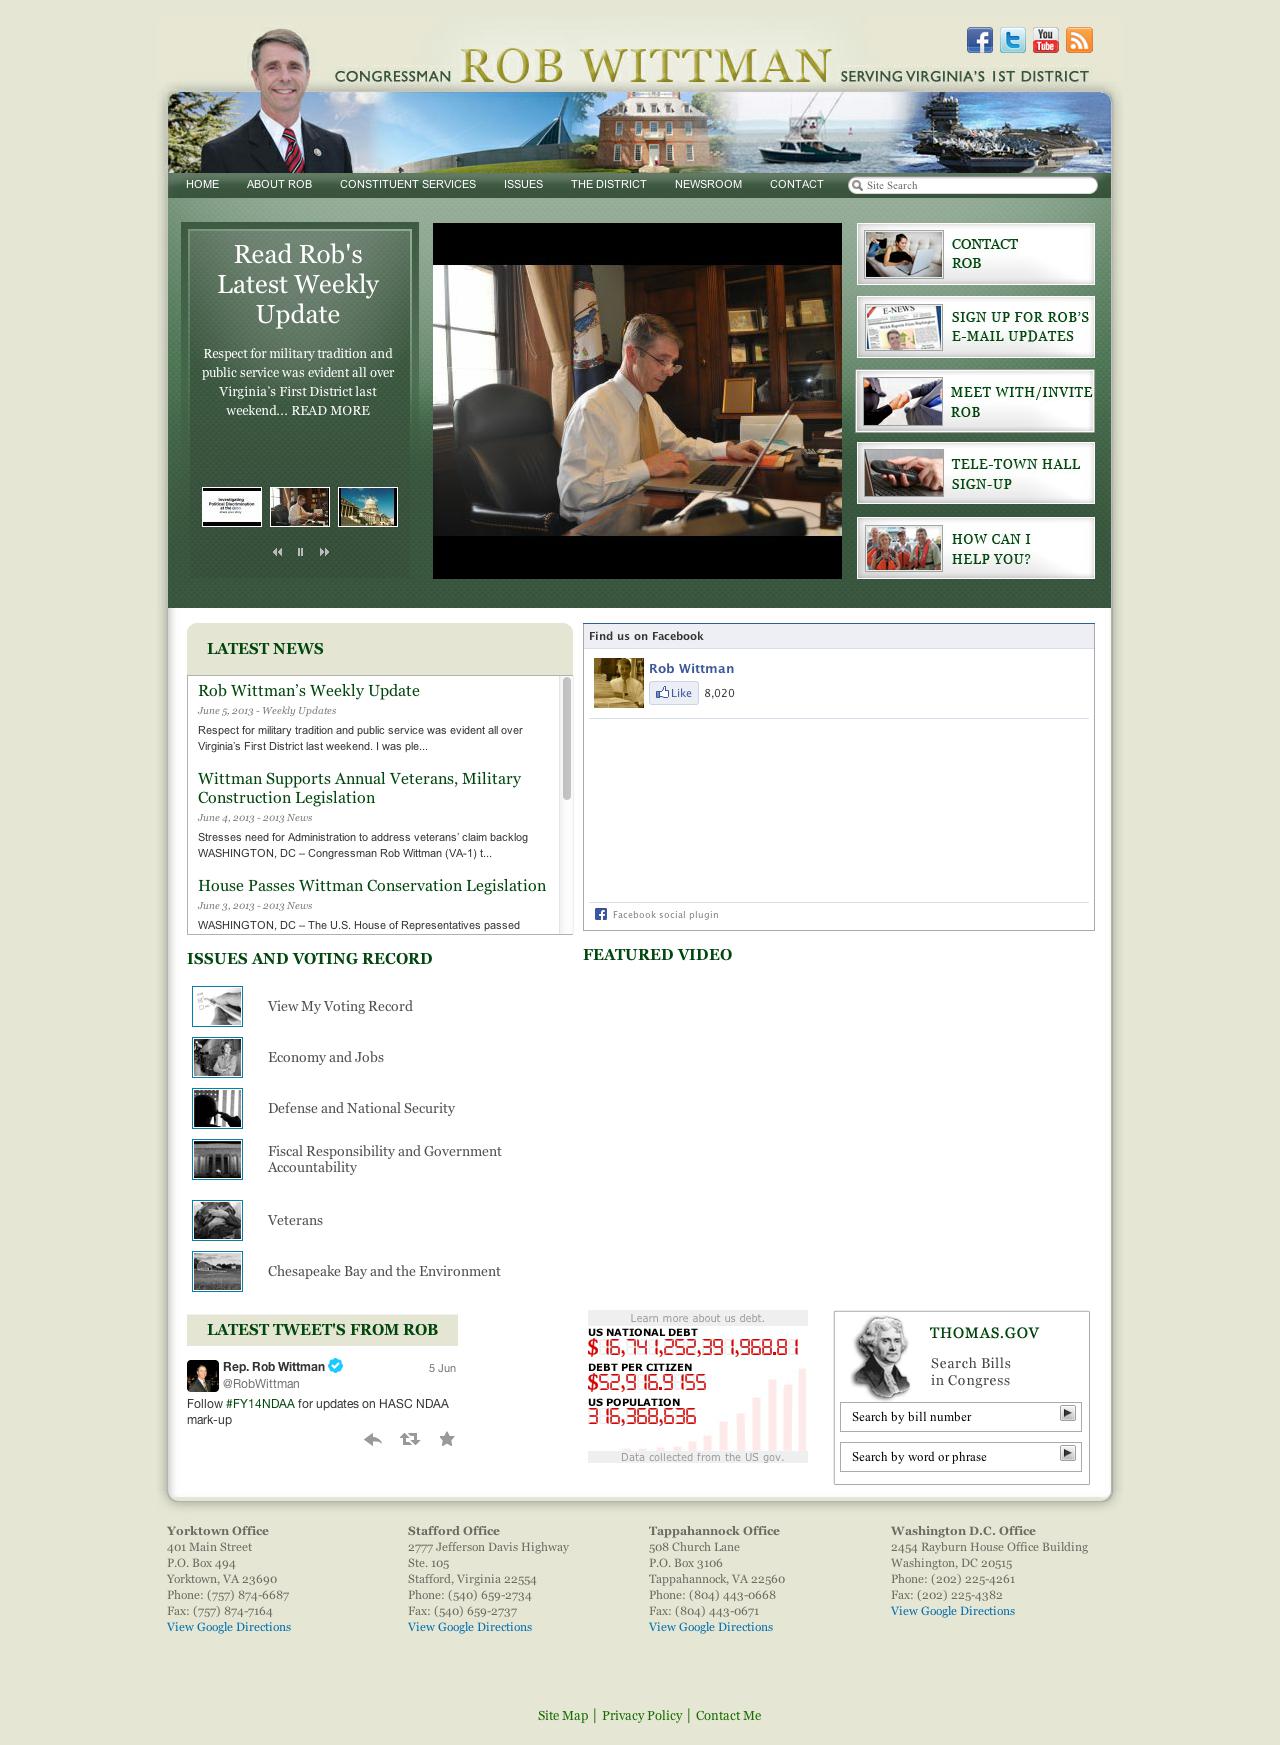 CONGRESSMAN ROB WITTMAN SERVING VIRGINIA'S 1ST DISTRICT
You
Tube
HOME ABOUT ROB CONSTITUENT SERVICES ISSUES THE DISTRICT NEWSROOM CONTACT Site Search
Read Rob's
Latest Weekly
Update
Respect for military tradition and
public service was evident all over
Virginia's First District last
weekend... READ MORE
Investigating
Political Discrimination
at the
CONTACT
ROB
E-NEWS
SIGN UP FOR ROB'S
E-MAIL UPDATES
MEET WITH/INVITE
ROB
TELE-TOWN HALL
SIGN-UP
HOW CAN I
HELP YOU?
LATEST NEWS
Rob Wittman's Weekly Update
June 5, 2013 - Weekly Updates
Respect for military tradition and public service was evident all over
Virginia's First District last weekend. I was ple...
Wittman Supports Annual Veterans, Military
Construction Legislation
June 4, 2013 - 2013 News
Stresses need for Administration to address veterans' claim backlog
WASHINGTON, DC – Congressman Rob Wittman (VA-1) t...
House Passes Wittman Conservation Legislation
June 3, 2013 - 2013 News
WASHINGTON, DC – The U.S. House of Representatives passed
Find us on Facebook
Rob Wittman
Like 8,020
Facebook social plugin
ISSUES AND VOTING RECORD
View My Voting Record
Economy and Jobs
Defense and National Security
Fiscal Responsibility and Government
Accountability
Veterans
Chesapeake Bay and the Environment
FEATURED VIDEO
LATEST TWEET'S FROM ROB
Rep. Rob Wittman 5 Jun
@RobWittman
Follow #FY14NDAA for updates on HASC NDAA
mark-up
Learn more about us debt.
US NATIONAL DEBT
$16,741,252,391,968.81
DEBT PER CITIZEN
$52,916.9155
US POPULATION
316,368,636
Data collected from the US gov.
THOMAS.GOV
Search Bills
in Congress
Search by bill number
Search by word or phrase
Yorktown Office
401 Main Street
P.O. Box 494
Yorktown, VA 23690
Phone: (757) 874-6687
Fax: (757) 874-7164
View Google Directions
Stafford Office
2777 Jefferson Davis Highway
Ste. 105
Stafford, Virginia 22554
Phone: (540) 659-2734
Fax: (540) 659-2737
View Google Directions
Tappahannock Office
508 Church Lane
P.O. Box 3106
Tappahannock, VA 22560
Phone: (804) 443-0668
Fax: (804) 443-0671
View Google Directions
Washington D.C. Office
2454 Rayburn House Office Building
Washington, DC 20515
Phone: (202) 225-4261
Fax: (202) 225-4382
View Google Directions
Site Map | Privacy Policy | Contact Me